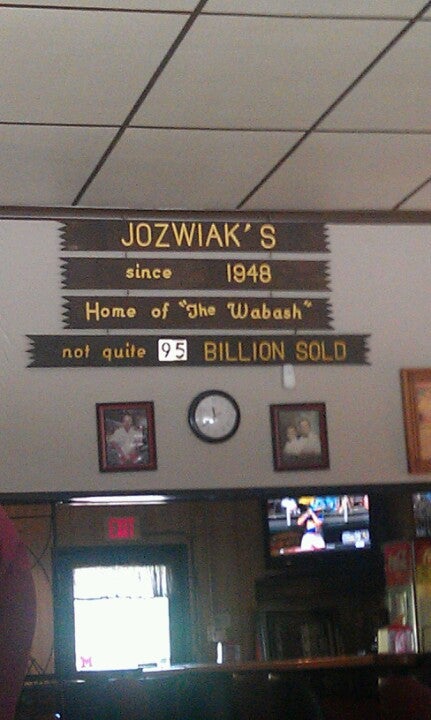 JOZWIAK'S
since 1948
Home of "The Wabash"
not quite 95 BILLION SOLD
EXIT
M